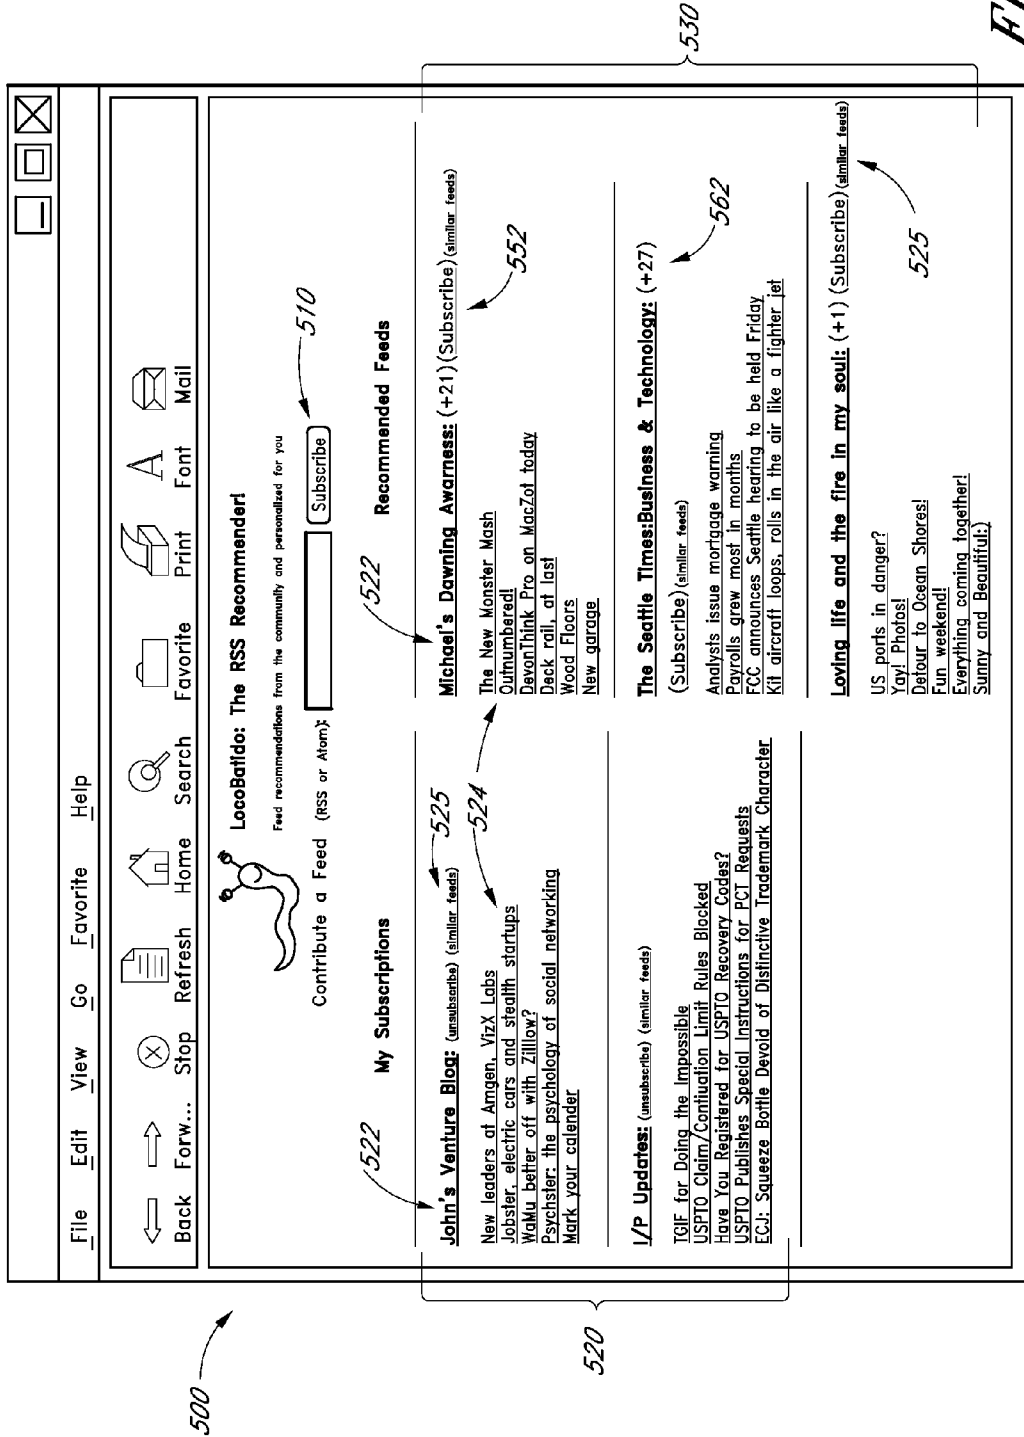 File Edit View Go Favorite Help
Back Forw... Stop Refresh Home Search Favorite Print Font Mail
LocoBatido: The RSS Recommender!
Feed recommendations from the community and personalized for you
Contribute a Feed (RSS or Atom): Subscribe
510
500
My Subscriptions
522
John's Venture Blog: (unsubscribe) (similar feeds)
525
New leaders at Amgen, VizX Labs
Jobster, electric cars and stealth startups
WaMu better off with Zilllow?
Psychster: the psychology of social networking
Mark your calender
524
I/P Updates: (unsubscribe) (similar feeds)
TGIF for Doing the Impossible
USPTO Claim/Contiuation Limit Rules Blocked
Have You Registered for USPTO Recovery Codes?
USPTO Publishes Special Instructions for PCT Requests
ECJ: Squeeze Bottle Devoid of Distinctive Trademark Character
520
Recommended Feeds
522
Michael's Dawning Awarness: (+21)(Subscribe)(similar feeds)
552
The New Monster Mash
Outnumbered!
DevonThink Pro on MacZot today
Deck rail, at last
Wood Floors
New garage
The Seattle Times:Business & Technology: (+27)
562
(Subscribe)(similar feeds)
Analysts issue mortgage warning
Payrolls grew most in months
FCC announces Seattle hearing to be held Friday
Kit aircraft loops, rolls in the air like a fighter jet
Loving life and the fire in my soul: (+1) (Subscribe)(similar feeds)
525
US ports in danger?
Yay! Photos!
Detour to Ocean Shores!
Fun weekend!
Everything coming together!
Sunny and Beautiful:)
530